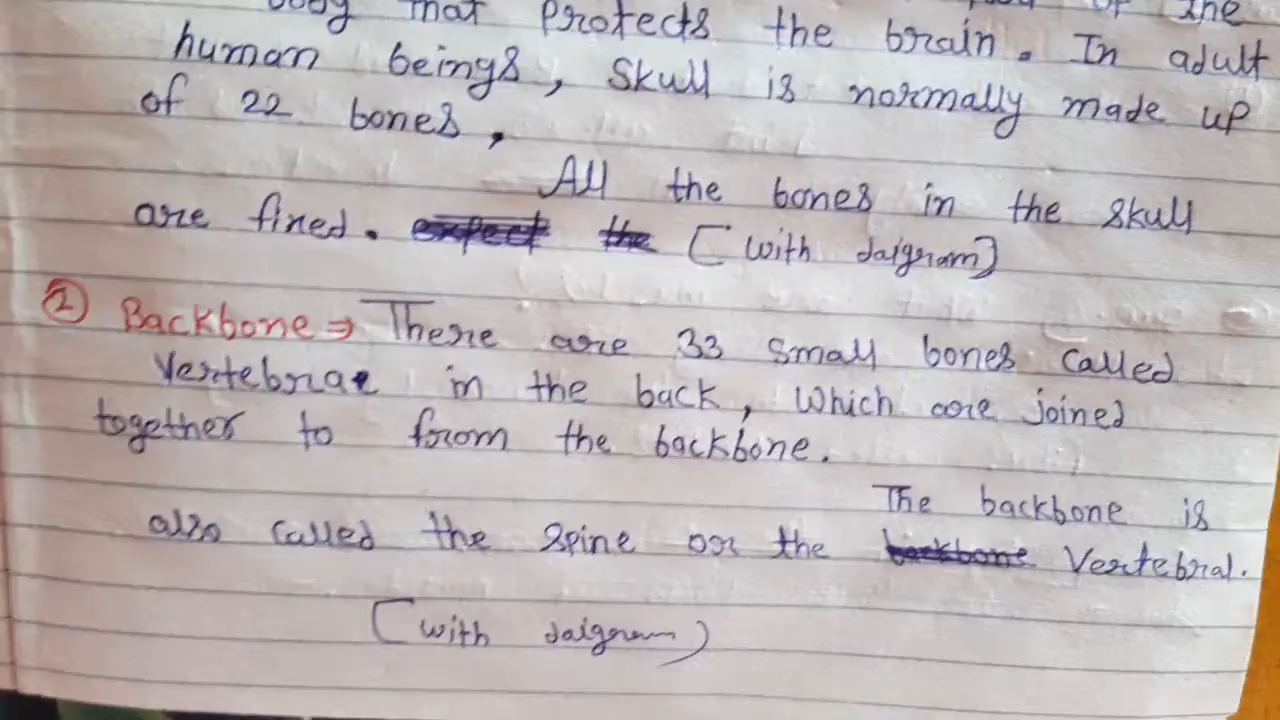 body that protects the brain. In adult
human beings, Skull is normally made up
of 22 bones,
All the bones in the skull
are fined. expect the [with daigram]
② Backbone ⇒ There are 33 small bones called
Vertebrae in the back, Which are joined
together to from the backbone.
The backbone is
also called the spine or the backbone Vertebral.
[with daigram)